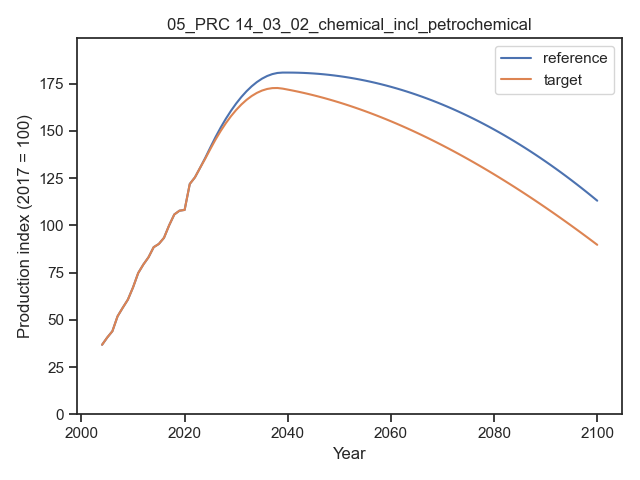 05_PRC 14_03_02_chemical_incl_petrochemical
reference
target
Production index (2017 = 100)
175
150
125
100
75
50
25
0
2000 2020 2040 2060 2080 2100
Year